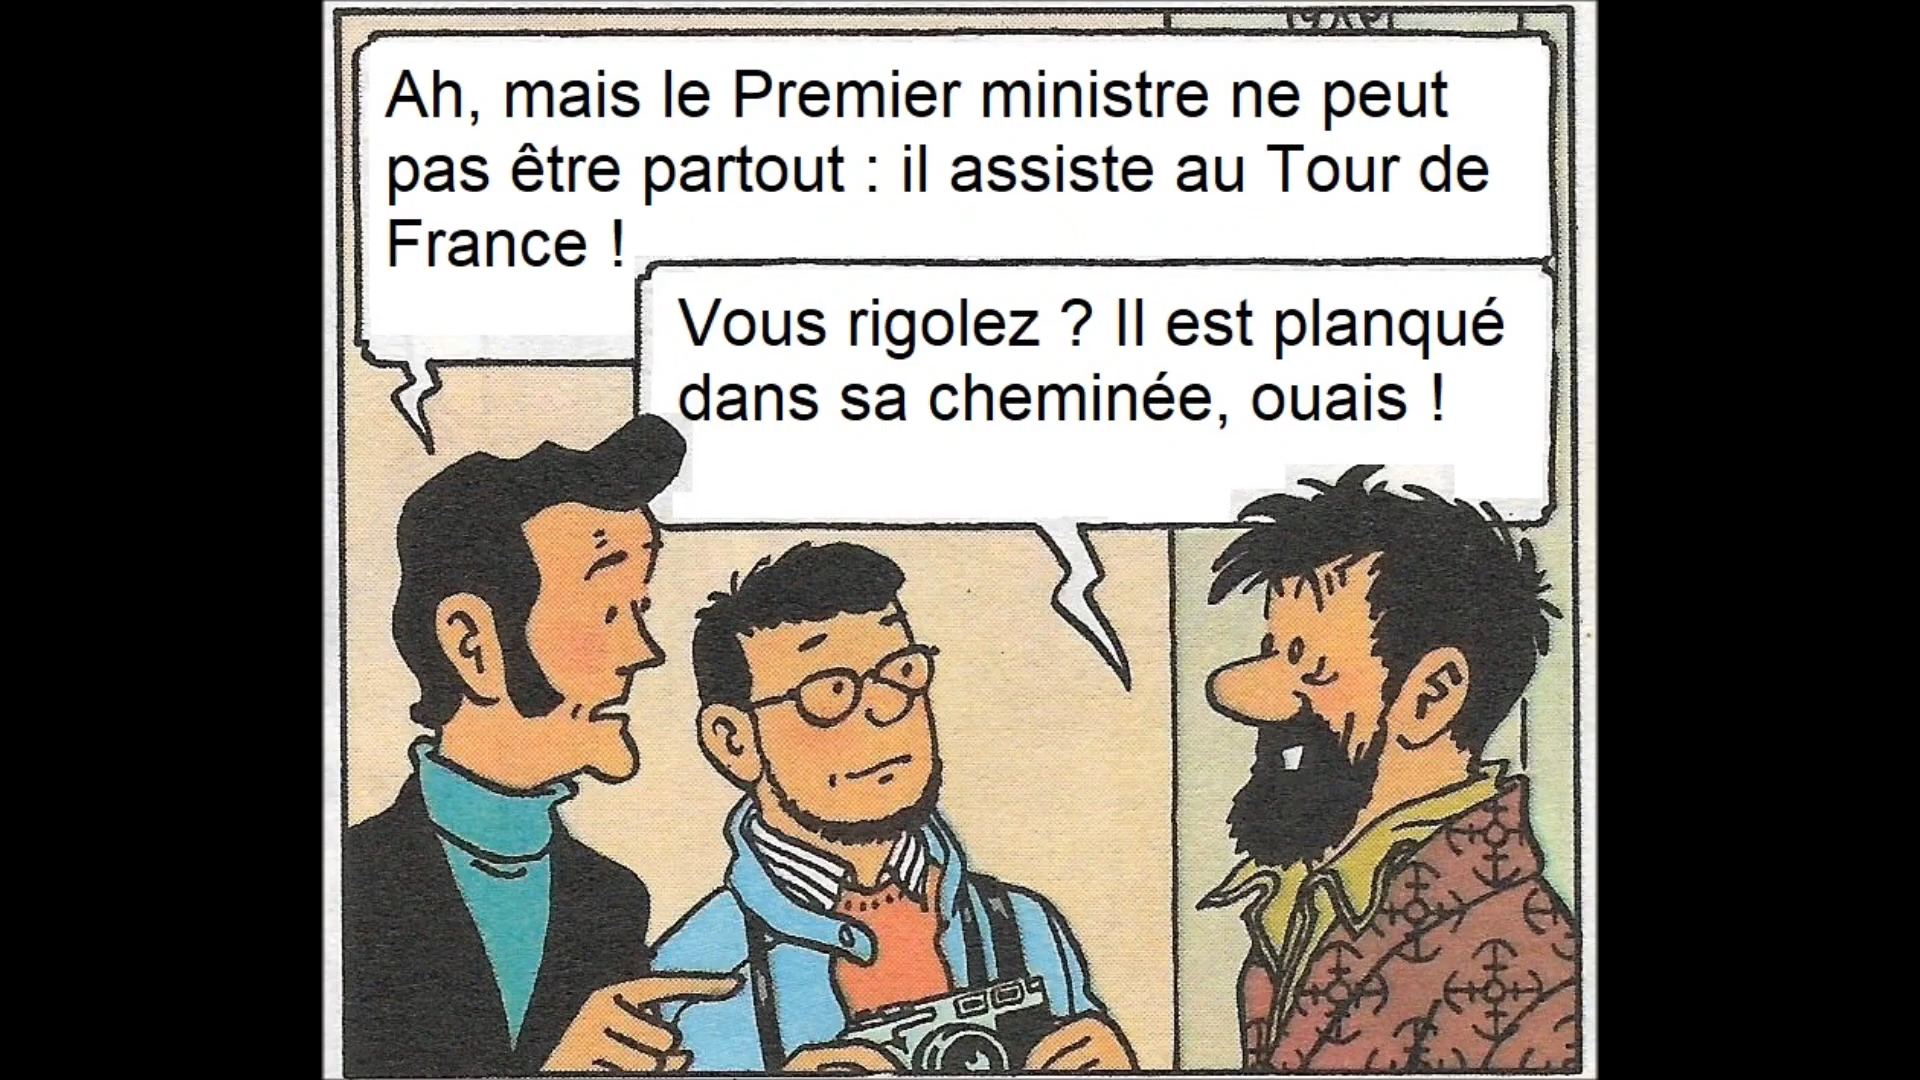 Ah, mais le Premier ministre ne peut
pas être partout : il assiste au Tour de
France !
Vous rigolez ? Il est planqué
dans sa cheminée, ouais !